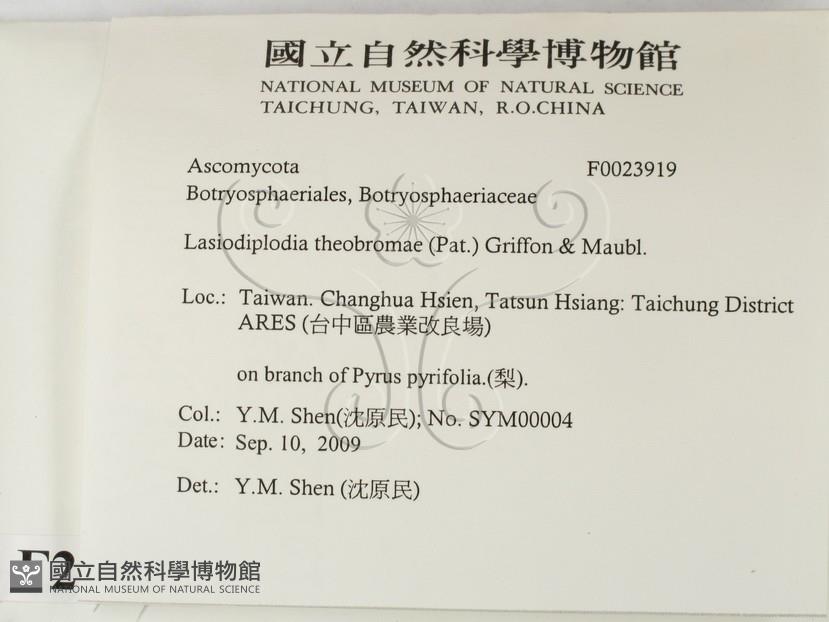 國立自然科學博物館
NATIONAL MUSEUM OF NATURAL SCIENCE
TAICHUNG, TAIWAN, R.O.CHINA
Ascomycota F0023919
Botryosphaeriales, Botryosphaeriaceae
Lasiodiplodia theobromae (Pat.) Griffon & Maubl.
Loc.: Taiwan. Changhua Hsien, Tatsun Hsiang: Taichung District
ARES (台中區農業改良場)
on branch of Pyrus pyrifolia.(梨).
Col.: Y.M. Shen(沈原民); No. SYM00004
Date: Sep. 10, 2009
Det.: Y.M. Shen (沈原民)
國立自然科學博物館
NATIONAL MUSEUM OF NATURAL SCIENCE